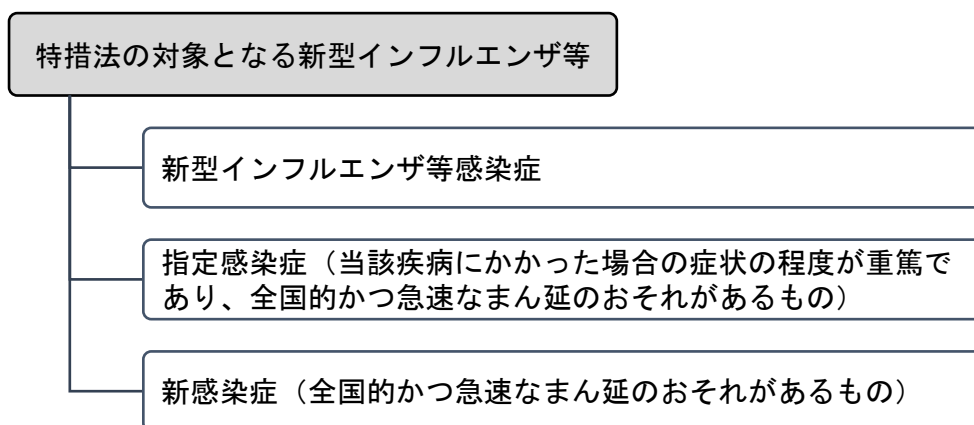 特措法の対象となる新型インフルエンザ等
新型インフルエンザ等感染症
指定感染症（当該疾病にかかった場合の症状の程度が重篤で
あり、全国的かつ急速なまん延のおそれがあるもの）
新感染症（全国的かつ急速なまん延のおそれがあるもの）